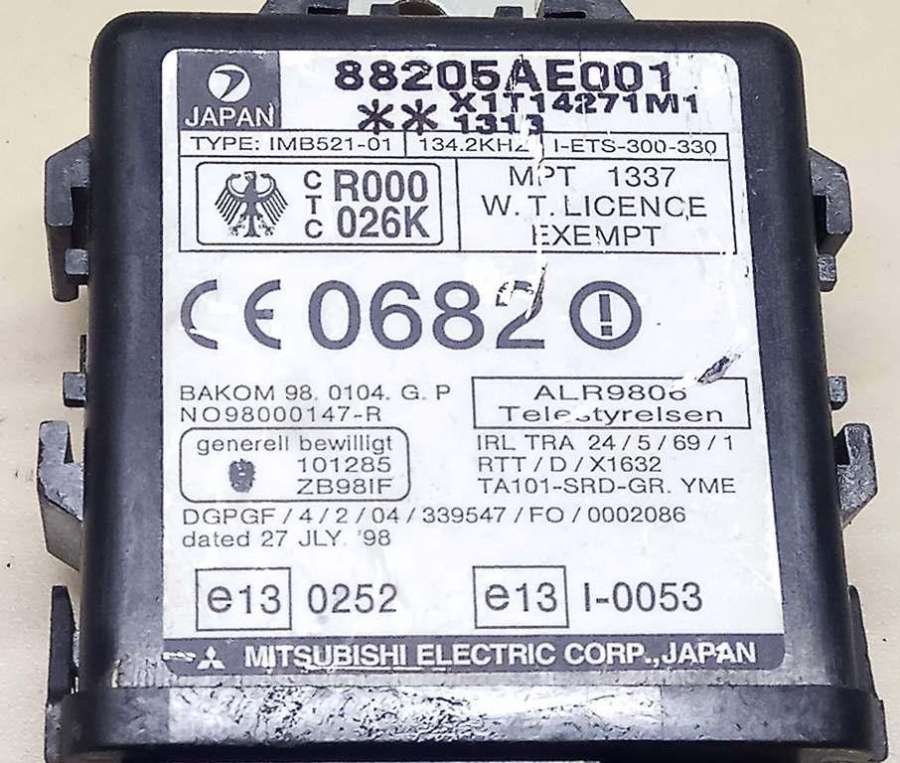 JAPAN
88205AE001
X1T14271M1
** 1313
TYPE: IMB521-01 134.2KHZ I-ETS-300-330
CTC R000 026K
MPT 1337
W. T. LICENCE
EXEMPT
CE 0682
BAKOM 98. 0104. G. P
NO98000147-R
ALR9806
Telestyrelsen
generell bewilligt
101285
ZB98IF
IRL TRA 24/5/69/1
RTT/D/X1632
TA101-SRD-GR. YME
DGPGF/4/2/04/339547/FO/0002086
dated 27 JLY. '98
e13 0252 e13 I-0053
MITSUBISHI ELECTRIC CORP., JAPAN